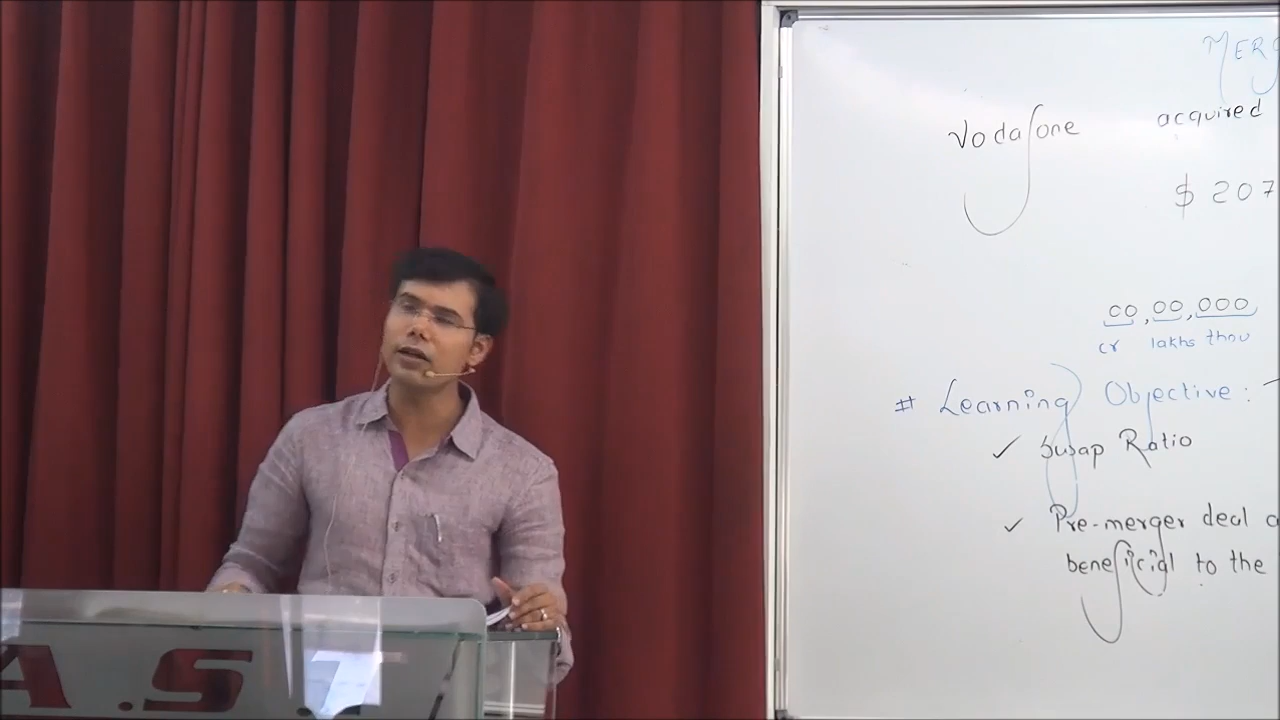 MERG
Vodafone acquired
$ 207
00,00,000
cr lakhs thou
# Learning Objective:
✓ Swap Ratio
✓ Pre-merger deal
beneficial to the
A.S.